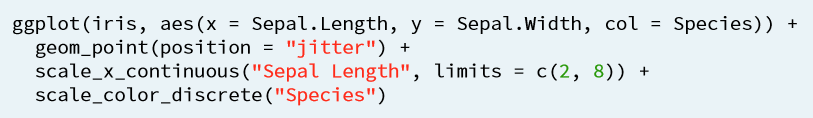 ggplot(iris, aes(x = Sepal.Length, y = Sepal.Width, col = Species)) +
  geom_point(position = "jitter") +
  scale_x_continuous("Sepal Length", limits = c(2, 8)) +
  scale_color_discrete("Species")